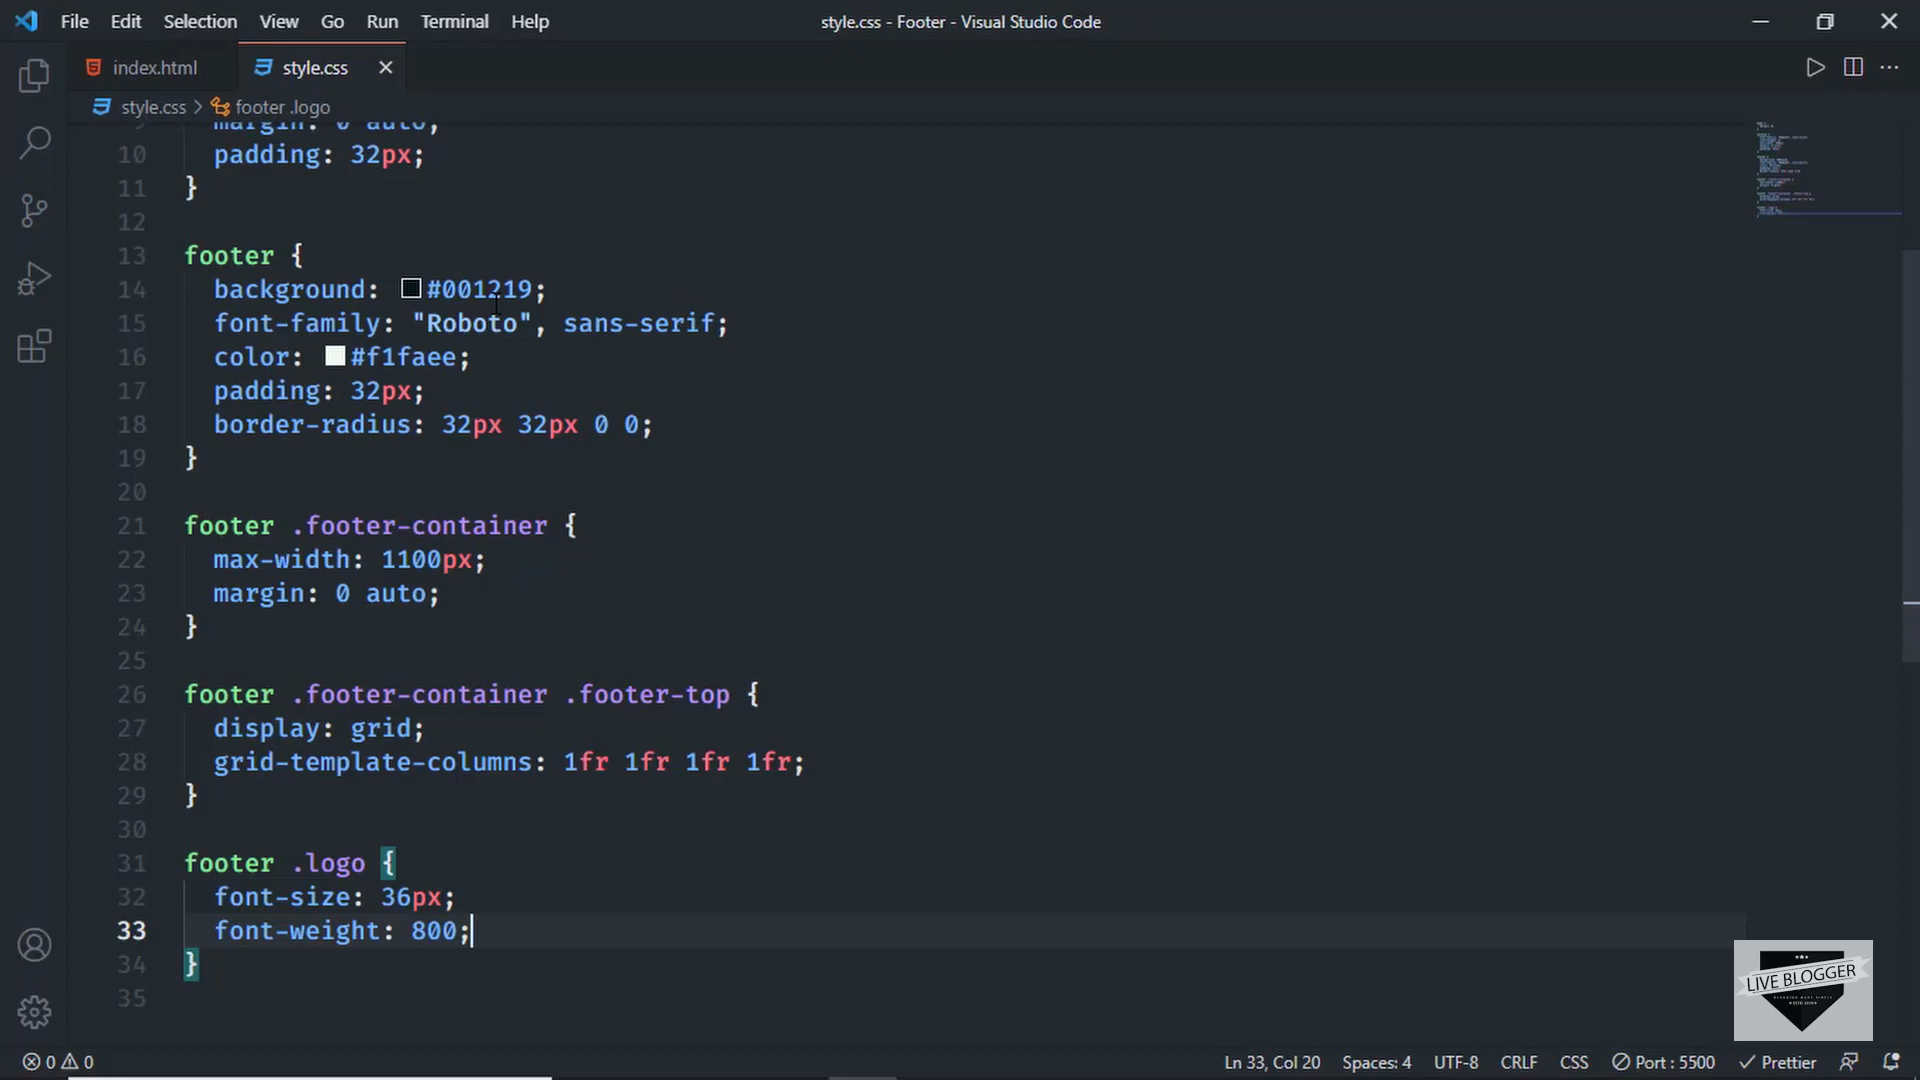 File Edit Selection View Go Run Terminal Help
style.css - Footer - Visual Studio Code
index.html
style.css
style.css > footer .logo
margin: 0 auto;
10 padding: 32px;
11 }
12
13 footer {
14 background: #001219;
15 font-family: "Roboto", sans-serif;
16 color: #f1faee;
17 padding: 32px;
18 border-radius: 32px 32px 0 0;
19 }
20
21 footer .footer-container {
22 max-width: 1100px;
23 margin: 0 auto;
24 }
25
26 footer .footer-container .footer-top {
27 display: grid;
28 grid-template-columns: 1fr 1fr 1fr 1fr;
29 }
30
31 footer .logo {
32 font-size: 36px;
33 font-weight: 800;
34 }
35
LIVE BLOGGER
0 0
Ln 33, Col 20 Spaces: 4 UTF-8 CRLF CSS Port : 5500 Prettier